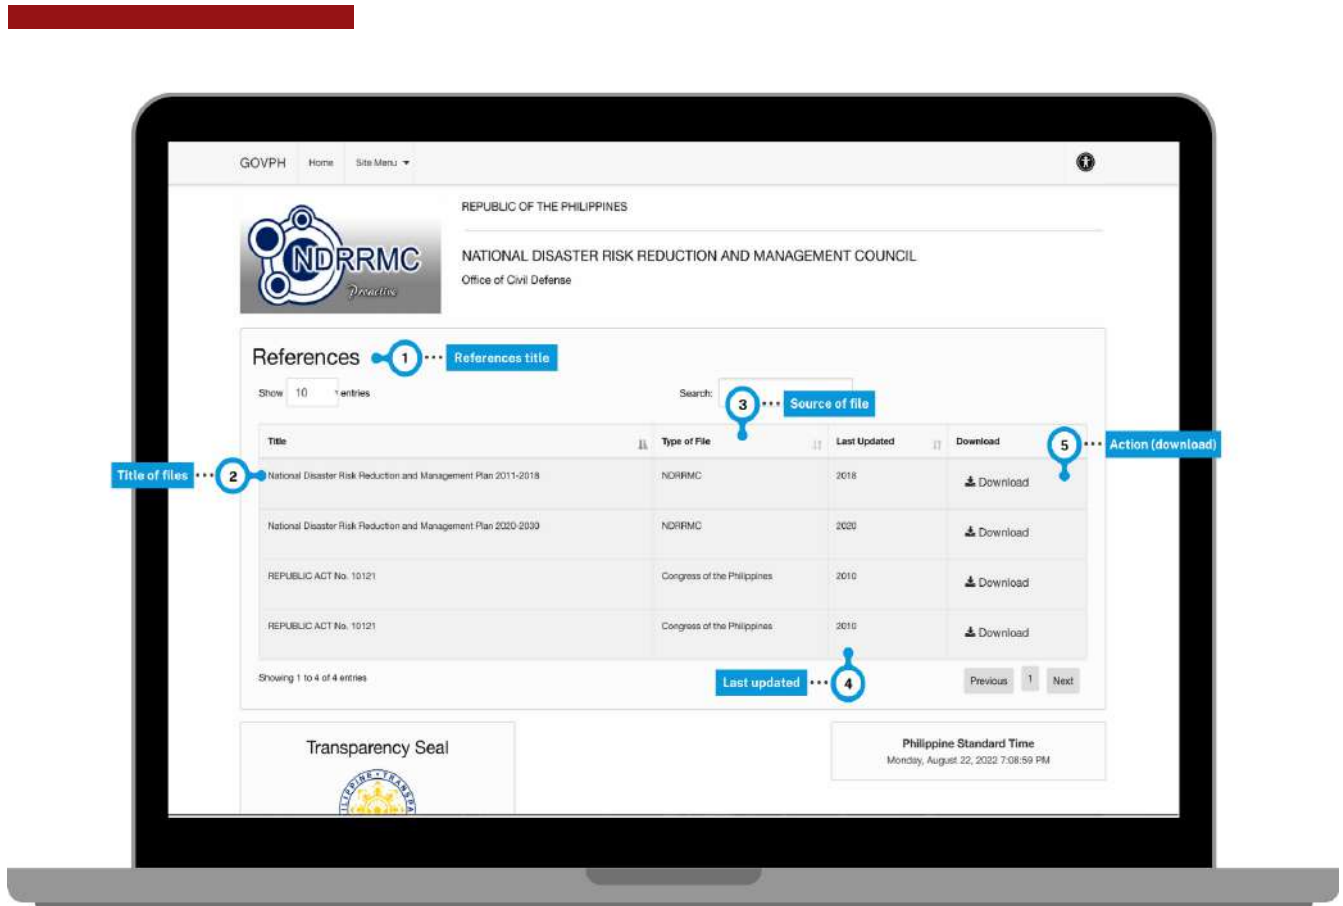 GOVPH Home Site Menu
REPUBLIC OF THE PHILIPPINES
NDRRMC
Proactive
NATIONAL DISASTER RISK REDUCTION AND MANAGEMENT COUNCIL
Office of Civil Defense
References 1 References title
Show 10 entries Search:
3 Source of file
Title Type of File Last Updated Download
5 Action (download)
Title of files 2
National Disaster Risk Reduction and Management Plan 2011-2018 NDRRMC 2018 Download
National Disaster Risk Reduction and Management Plan 2020-2030 NDRRMC 2020 Download
REPUBLIC ACT No. 10121 Congress of the Philippines 2010 Download
REPUBLIC ACT No. 10121 Congress of the Philippines 2010 Download
Showing 1 to 4 of 4 entries Last updated 4 Previous 1 Next
Transparency Seal
Philippine Standard Time
Monday, August 22, 2022 7:08:59 PM